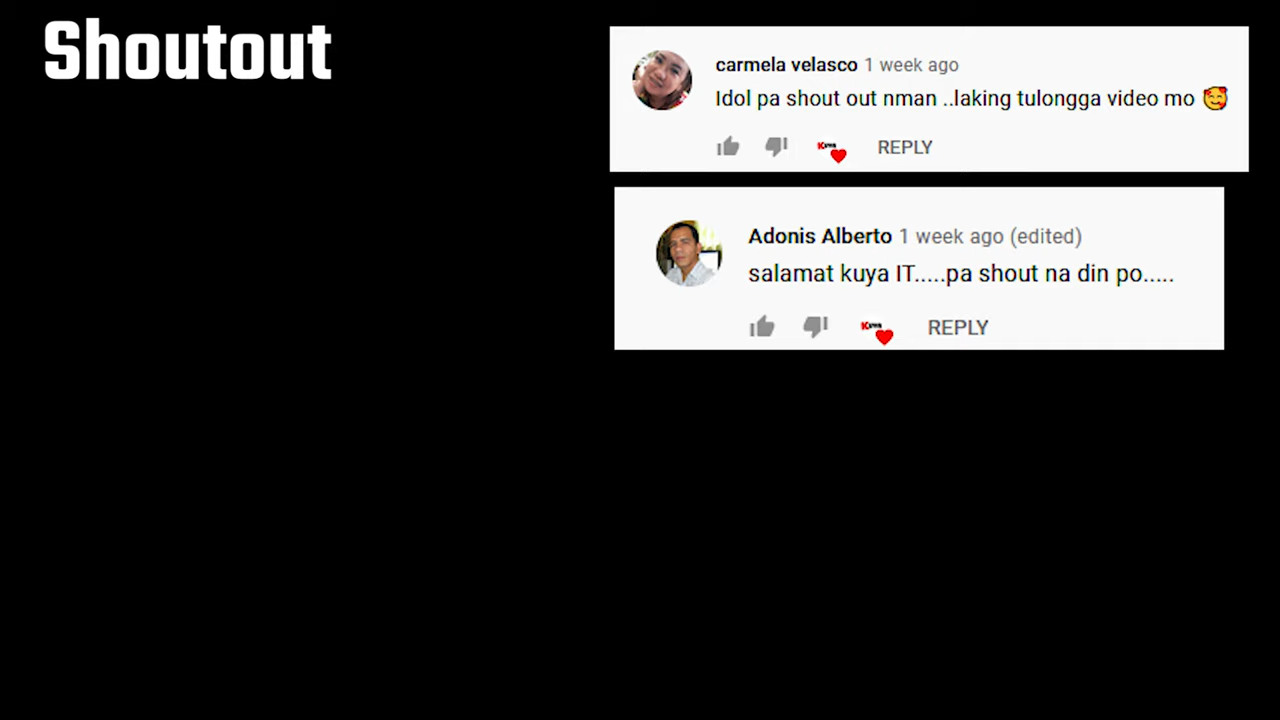 Shoutout
carmela velasco 1 week ago
Idol pa shout out nman ..laking tulongga video mo 🥰
REPLY
Adonis Alberto 1 week ago (edited)
salamat kuya IT.....pa shout na din po.....
REPLY